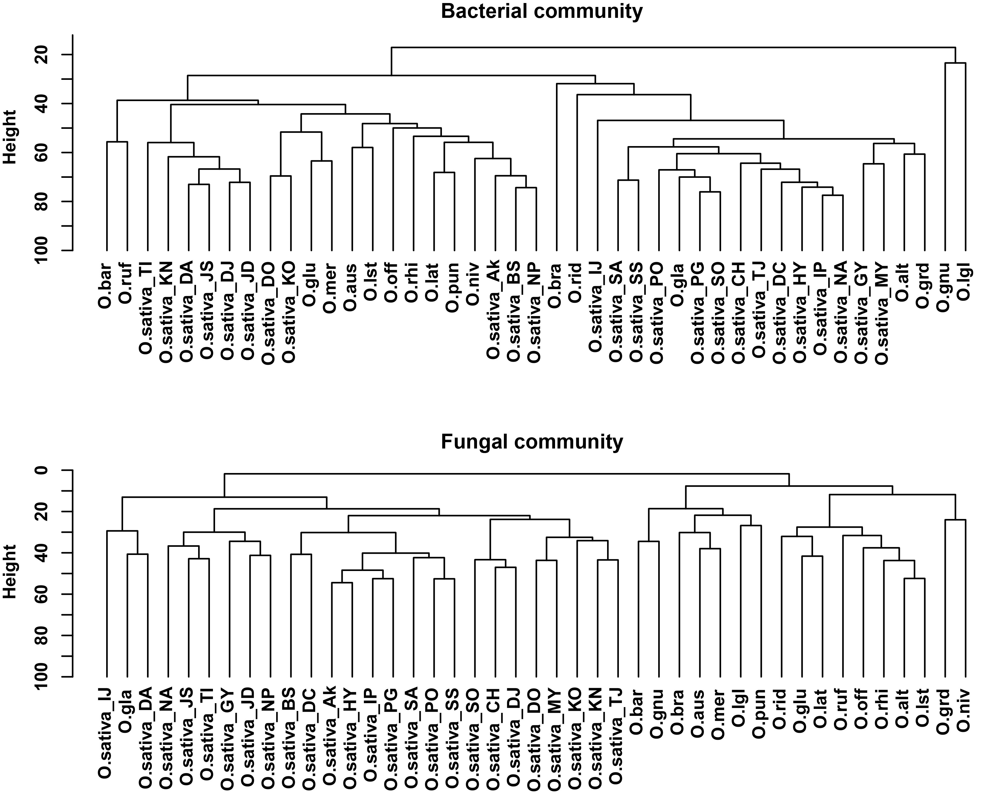 Bacterial community
Height
20
40
60
80
100
O.bar
O.ruf
O.sativa_TI
O.sativa_KN
O.sativa_DA
O.sativa_JS
O.sativa_DJ
O.sativa_JD
O.sativa_DO
O.sativa_KO
O.glu
O.mer
O.aus
O.lst
O.off
O.rhi
O.lat
O.pun
O.niv
O.sativa_Ak
O.sativa_BS
O.sativa_NP
O.bra
O.rid
O.sativa_IJ
O.sativa_SA
O.sativa_SS
O.sativa_PO
O.gla
O.sativa_PG
O.sativa_SO
O.sativa_CH
O.sativa_TJ
O.sativa_DC
O.sativa_HY
O.sativa_IP
O.sativa_NA
O.sativa_GY
O.sativa_MY
O.alt
O.grd
O.gnu
O.lgl
Fungal community
Height
0
20
40
60
80
100
O.sativa_IJ
O.gla
O.sativa_DA
O.sativa_NA
O.sativa_JS
O.sativa_TI
O.sativa_GY
O.sativa_JD
O.sativa_NP
O.sativa_BS
O.sativa_DC
O.sativa_Ak
O.sativa_HY
O.sativa_IP
O.sativa_PG
O.sativa_SA
O.sativa_PO
O.sativa_SS
O.sativa_SO
O.sativa_CH
O.sativa_DJ
O.sativa_DO
O.sativa_MY
O.sativa_KO
O.sativa_KN
O.sativa_TJ
O.bar
O.gnu
O.bra
O.aus
O.mer
O.lgl
O.pun
O.rid
O.glu
O.lat
O.ruf
O.off
O.rhi
O.alt
O.lst
O.grd
O.niv